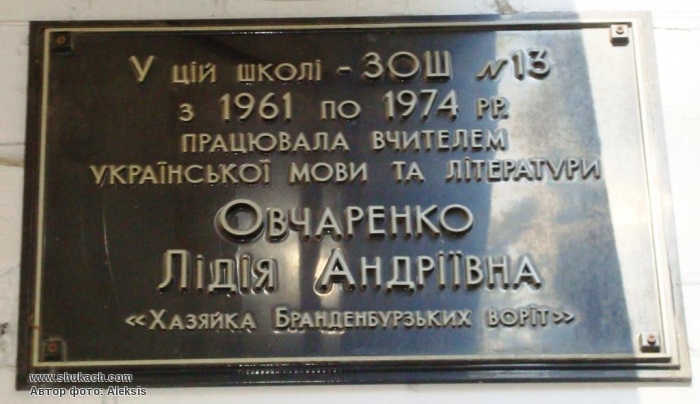 У цій школі - ЗОШ №13
з 1961 по 1974 рр.
працювала вчителем
української мови та літератури
Овчаренко
Лідія Андріївна
«Хазяйка Бранденбурзьких воріт»
www.shukach.com
Автор фото: Aleksis